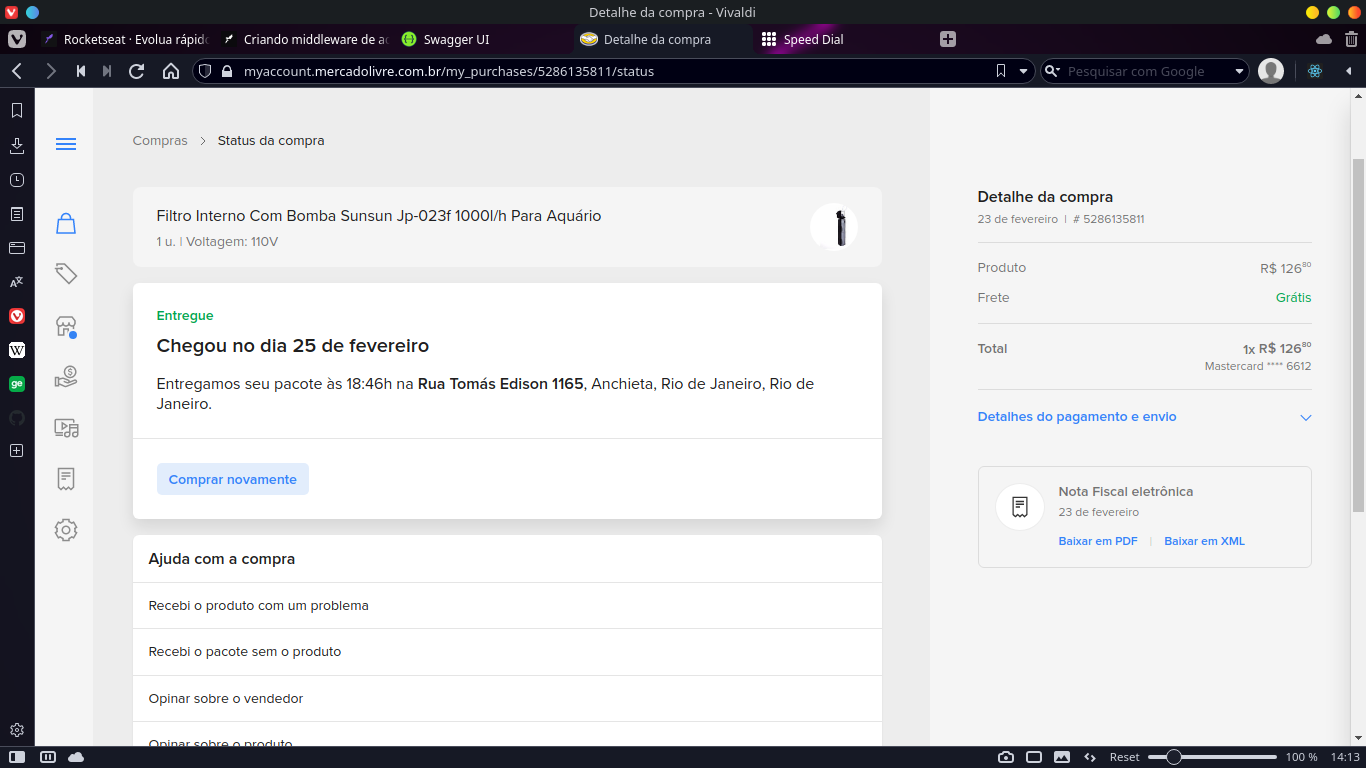 Detalhe da compra - Vivaldi
Rocketseat · Evolua rápido
Criando middleware de
Swagger UI
Detalhe da compra
Speed Dial
myaccount.mercadolivre.com.br/my_purchases/5286135811/status
Pesquisar com Google
Compras
Status da compra
Filtro Interno Com Bomba Sunsun Jp-023f 1000l/h Para Aquário
1 u. | Voltagem: 110V
Entregue
Chegou no dia 25 de fevereiro
Entregamos seu pacote às 18:46h na Rua Tomás Edison 1165, Anchieta, Rio de Janeiro, Rio de
Janeiro.
Comprar novamente
Ajuda com a compra
Recebi o produto com um problema
Recebi o pacote sem o produto
Opinar sobre o vendedor
Opinar sobre o produto
Detalhe da compra
23 de fevereiro | # 5286135811
Produto R$ 126⁸⁰
Frete Grátis
Total 1x R$ 126⁸⁰
Mastercard **** 6612
Detalhes do pagamento e envio
Nota Fiscal eletrônica
23 de fevereiro
Baixar em PDF | Baixar em XML
W
ge
Reset 100 % 14:13